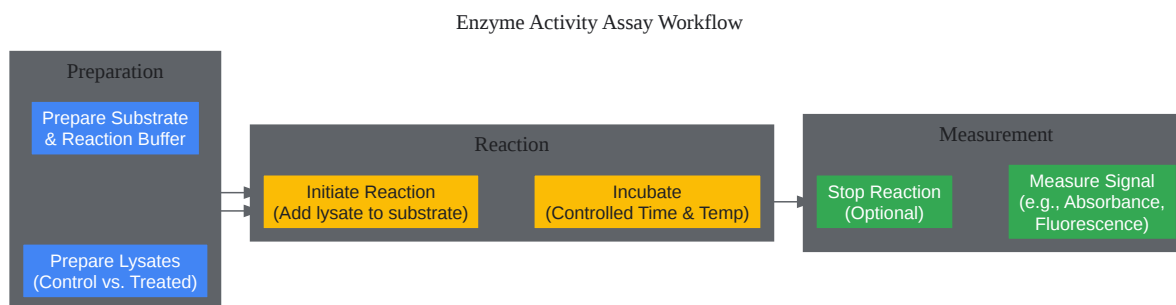 Enzyme Activity Assay Workflow
Preparation
Prepare Substrate
& Reaction Buffer
Prepare Lysates
(Control vs. Treated)
Reaction
Initiate Reaction
(Add lysate to substrate)
Incubate
(Controlled Time & Temp)
Measurement
Stop Reaction
(Optional)
Measure Signal
(e.g., Absorbance,
Fluorescence)